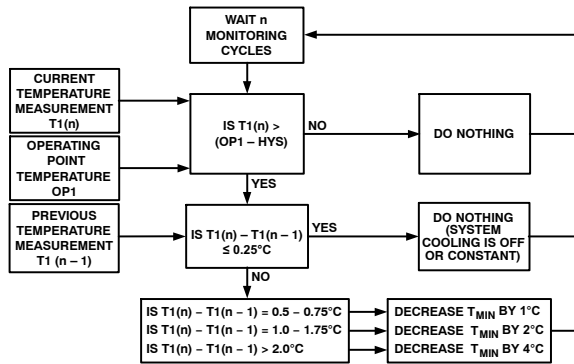 WAIT n
MONITORING
CYCLES
CURRENT
TEMPERATURE
MEASUREMENT
T1(n)
IS T1(n) >
(OP1 – HYS)
NO
DO NOTHING
OPERATING
POINT
TEMPERATURE
OP1
YES
PREVIOUS
TEMPERATURE
MEASUREMENT
T1 (n – 1)
IS T1(n) – T1(n – 1)
≤ 0.25°C
YES
DO NOTHING
(SYSTEM
COOLING IS OFF
OR CONSTANT)
NO
IS T1(n) – T1(n – 1) = 0.5 – 0.75°C
IS T1(n) – T1(n – 1) = 1.0 – 1.75°C
IS T1(n) – T1(n – 1) > 2.0°C
DECREASE TMIN BY 1°C
DECREASE TMIN BY 2°C
DECREASE TMIN BY 4°C